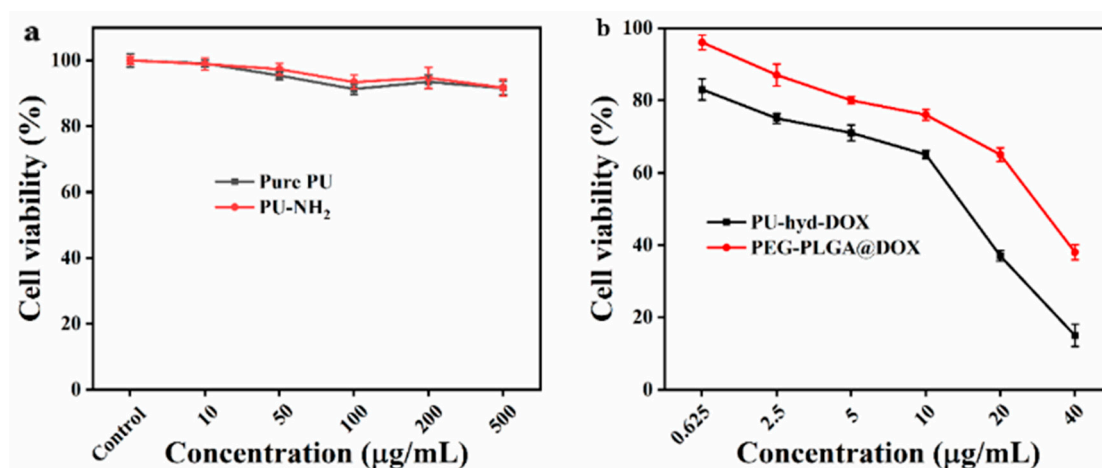 a
100
80
60
40
20
0
Cell viability (%)
Pure PU
PU-NH₂
Control
10
50
100
200
500
Concentration (µg/mL)
b
100
80
60
40
20
0
Cell viability (%)
PU-hyd-DOX
PEG-PLGA@DOX
0.625
2.5
5
10
20
40
Concentration (µg/mL)